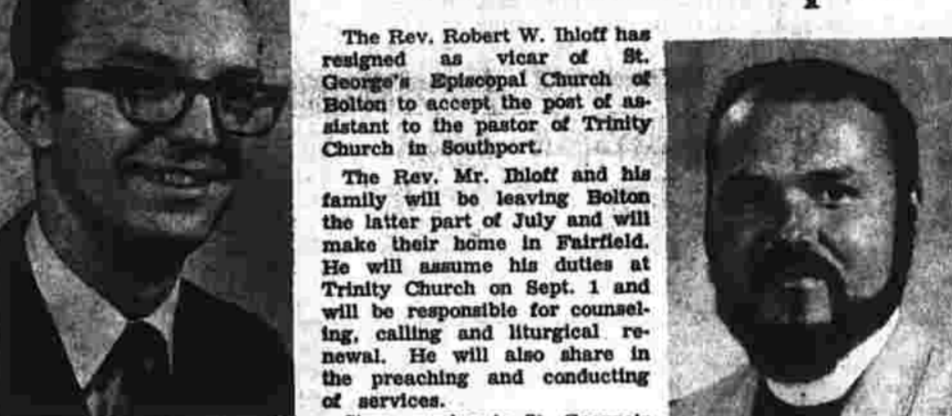 The Rev. Robert W. Ihloff has
resigned as vicar of St.
George's Episcopal Church of
Bolton to accept the post of as-
sistant to the pastor of Trinity
Church in Southport.
The Rev. Mr. Ihloff and his
family will be leaving Bolton
the latter part of July and will
make their home in Fairfield.
He will assume his duties at
Trinity Church on Sept. 1 and
will be responsible for counsel-
ing, calling and liturgical re-
newal. He will also share in
the preaching and conducting
of services.